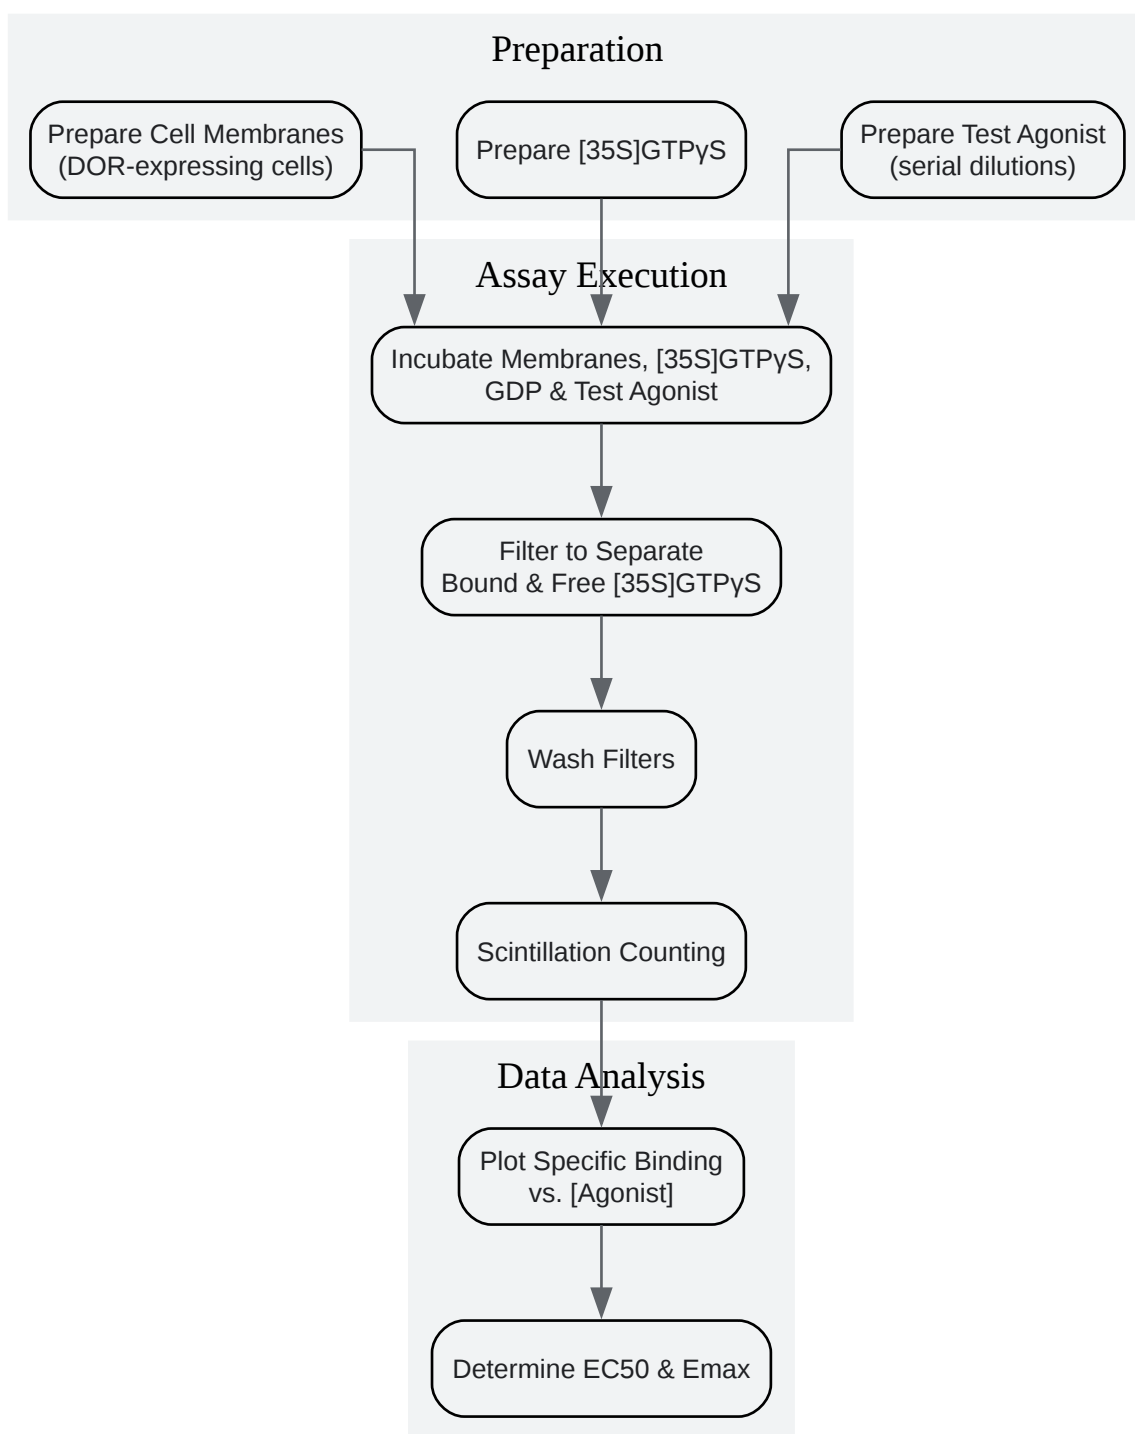 Preparation
Prepare Cell Membranes
(DOR-expressing cells)
Prepare [35S]GTPγS
Prepare Test Agonist
(serial dilutions)
Assay Execution
Incubate Membranes, [35S]GTPγS,
GDP & Test Agonist
Filter to Separate
Bound & Free [35S]GTPγS
Wash Filters
Scintillation Counting
Data Analysis
Plot Specific Binding
vs. [Agonist]
Determine EC50 & Emax